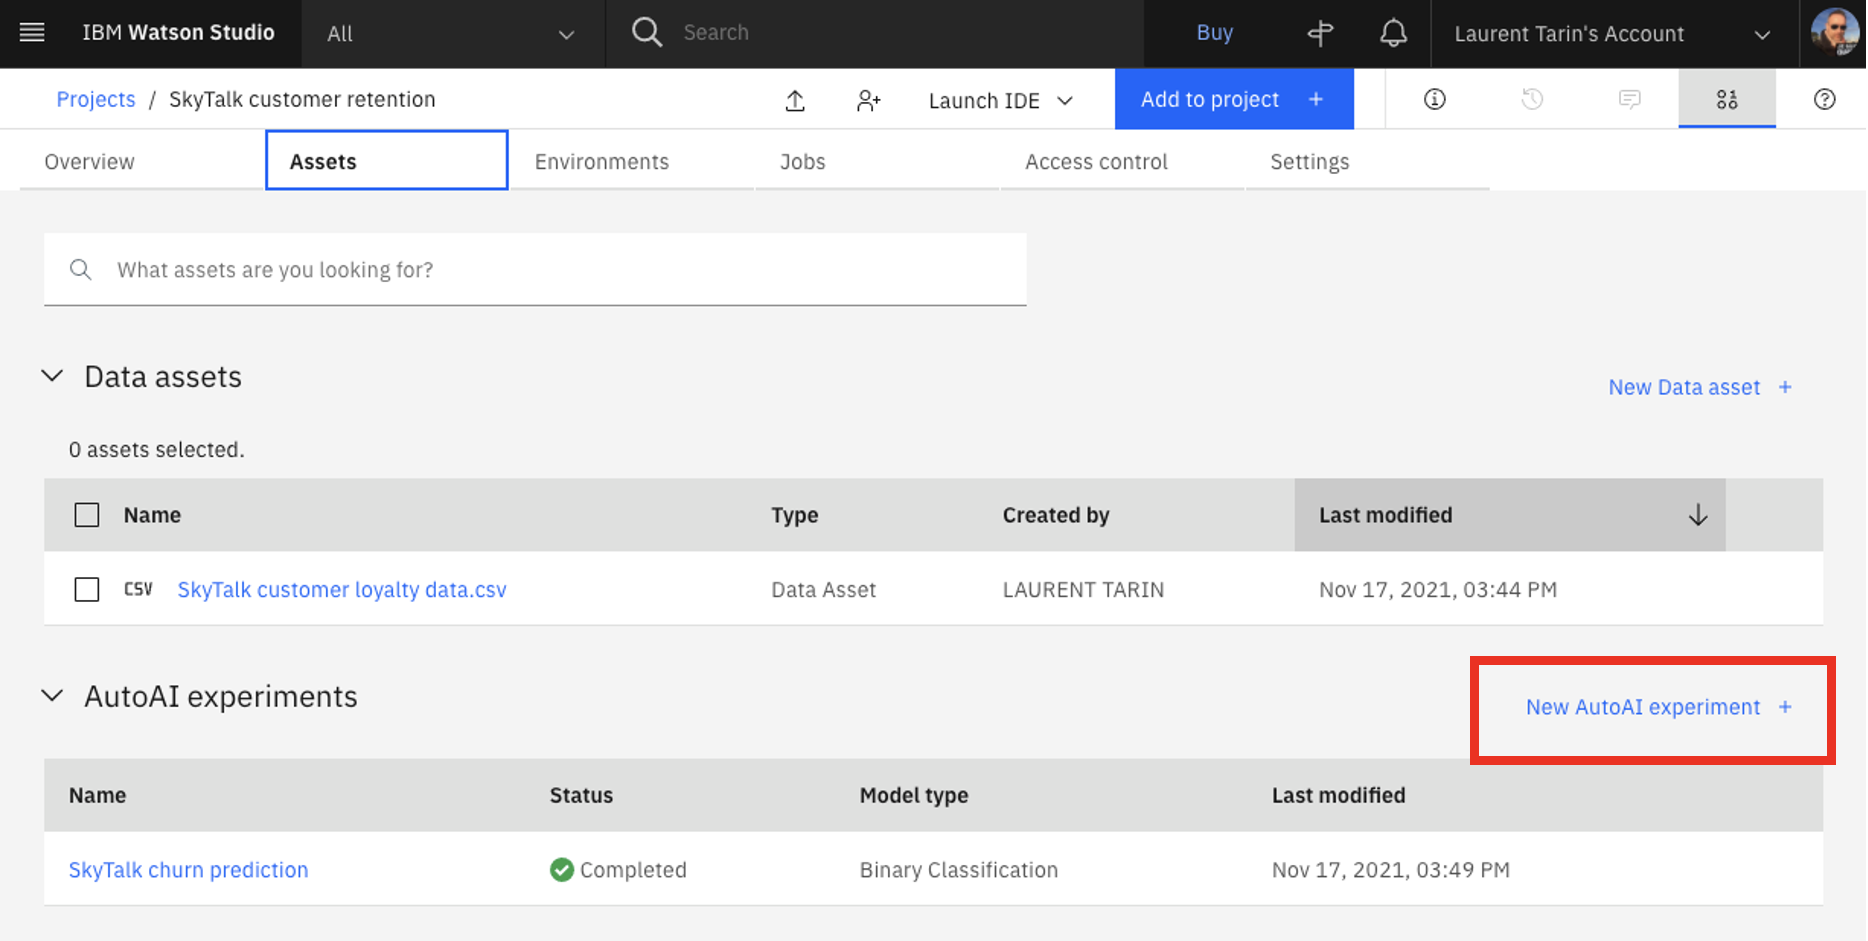 IBM Watson Studio All Search Buy Laurent Tarin's Account
Projects / SkyTalk customer retention Launch IDE Add to project +
Overview Assets Environments Jobs Access control Settings
What assets are you looking for?
Data assets
New Data asset +
0 assets selected.
Name Type Created by Last modified
CSV SkyTalk customer loyalty data.csv Data Asset LAURENT TARIN Nov 17, 2021, 03:44 PM
AutoAI experiments
New AutoAI experiment +
Name Status Model type Last modified
SkyTalk churn prediction Completed Binary Classification Nov 17, 2021, 03:49 PM